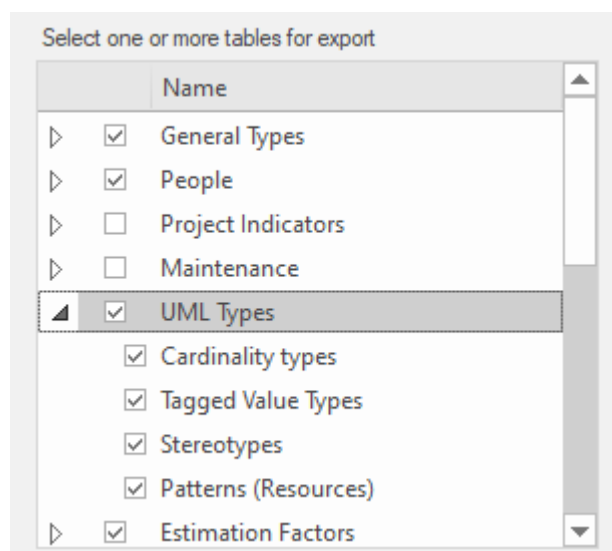 Select one or more tables for export
Name
General Types
People
Project Indicators
Maintenance
UML Types
Cardinality types
Tagged Value Types
Stereotypes
Patterns (Resources)
Estimation Factors